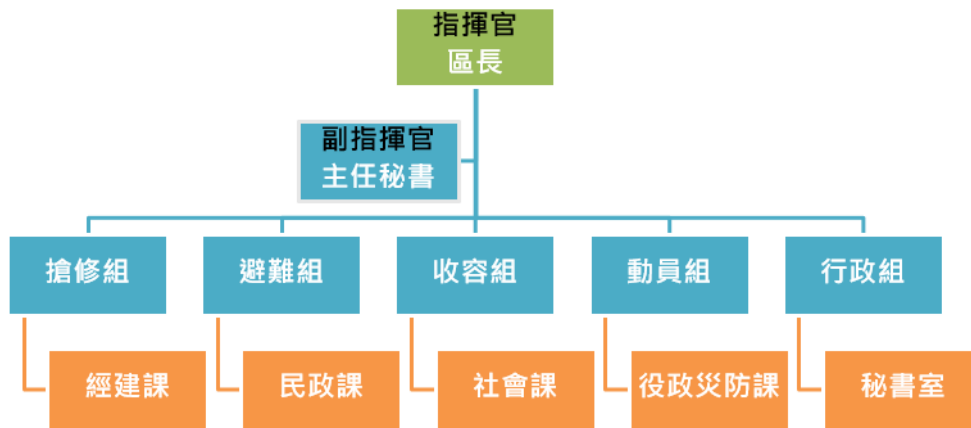 指揮官
區長
副指揮官
主任秘書
搶修組
避難組
收容組
動員組
行政組
經建課
民政課
社會課
役政災防課
秘書室